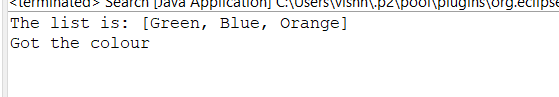 <terminated> Search [Java Application] C:\Users\vishn\.p2\pool\plugins\org.eclipse
The list is: [Green, Blue, Orange]
Got the colour